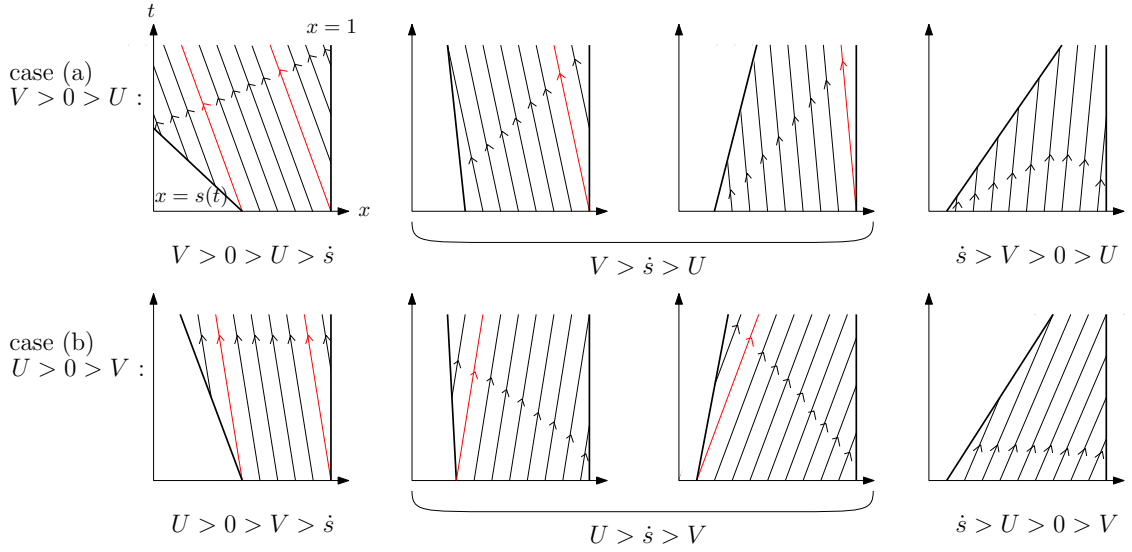 t
x = 1
case (a)
V > 0 > U :
x = s(t)
x
V > 0 > U > ṡ
V > ṡ > U
ṡ > V > 0 > U
case (b)
U > 0 > V :
U > 0 > V > ṡ
U > ṡ > V
ṡ > U > 0 > V